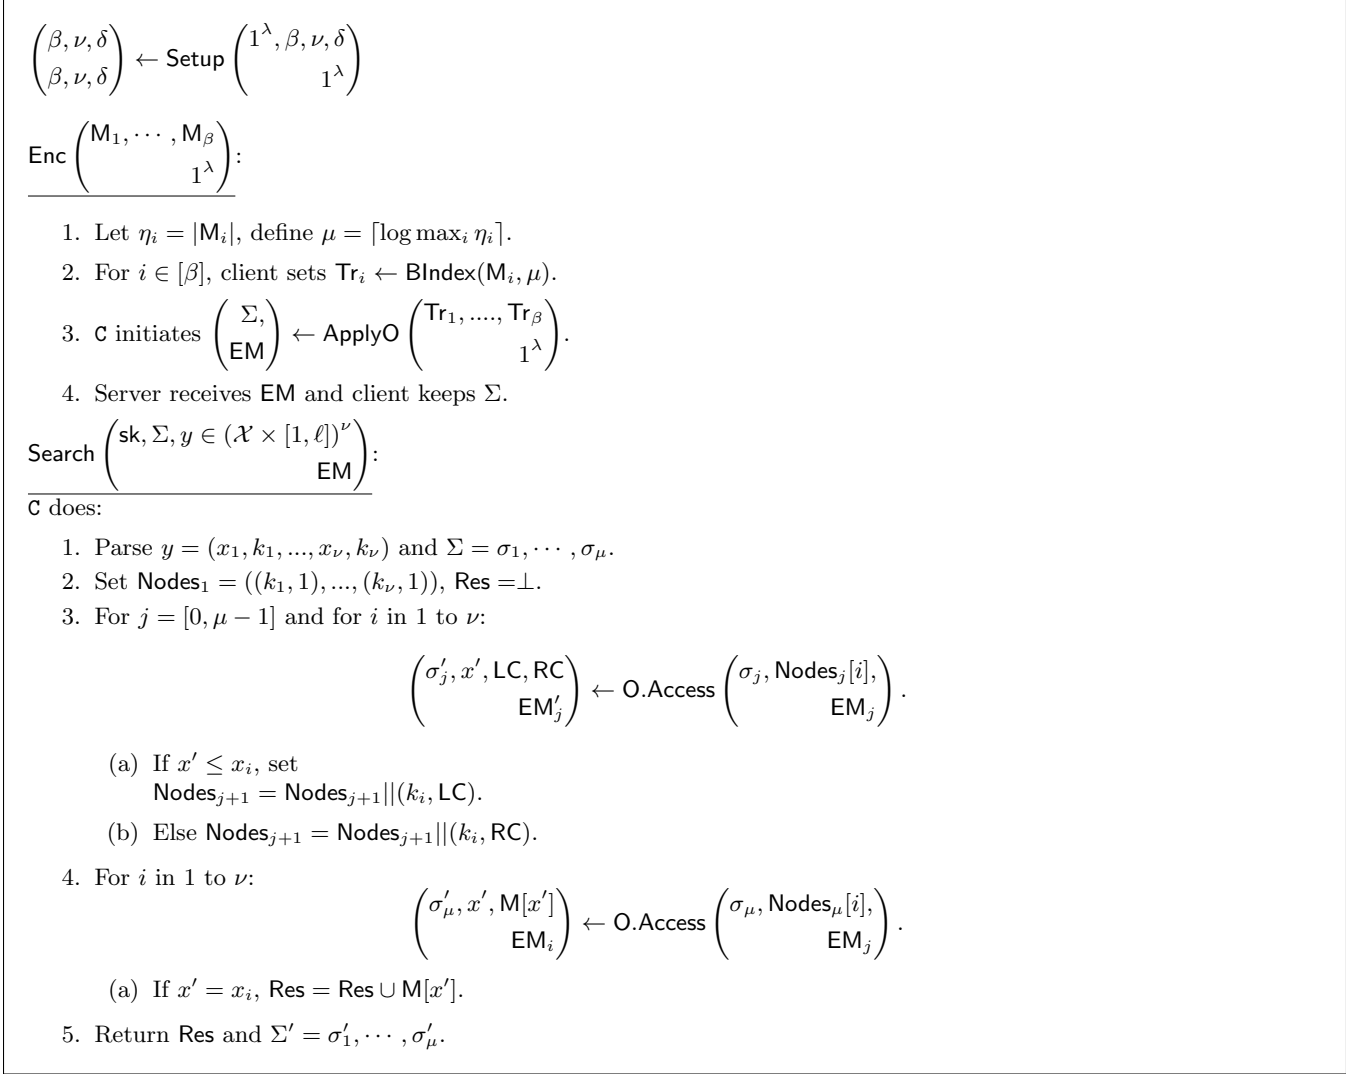 (β, ν, δ
β, ν, δ) ← Setup (1^λ, β, ν, δ
1^λ)
Enc (M_1, ⋯ , M_β
1^λ):
1. Let η_i = |M_i|, define μ = ⌈log max_i η_i⌉.
2. For i ∈ [β], client sets Tr_i ← BIndex(M_i, μ).
3. C initiates (Σ,
EM) ← ApplyO (Tr_1, ...., Tr_β
1^λ).
4. Server receives EM and client keeps Σ.
Search (sk, Σ, y ∈ (𝒳 × [1, ℓ])^ν
EM):
C does:
1. Parse y = (x_1, k_1, ..., x_ν, k_ν) and Σ = σ_1, ⋯ , σ_μ.
2. Set Nodes_1 = ((k_1, 1), ..., (k_ν, 1)), Res =⊥.
3. For j = [0, μ − 1] and for i in 1 to ν:
(σ′_j, x′, LC, RC
EM′_j) ← O.Access (σ_j, Nodes_j[i],
EM_j) .
(a) If x′ ≤ x_i, set
Nodes_{j+1} = Nodes_{j+1}||(k_i, LC).
(b) Else Nodes_{j+1} = Nodes_{j+1}||(k_i, RC).
4. For i in 1 to ν:
(σ′_μ, x′, M[x′]
EM_i) ← O.Access (σ_μ, Nodes_μ[i],
EM_j) .
(a) If x′ = x_i, Res = Res ∪ M[x′].
5. Return Res and Σ′ = σ′_1, ⋯ , σ′_μ.